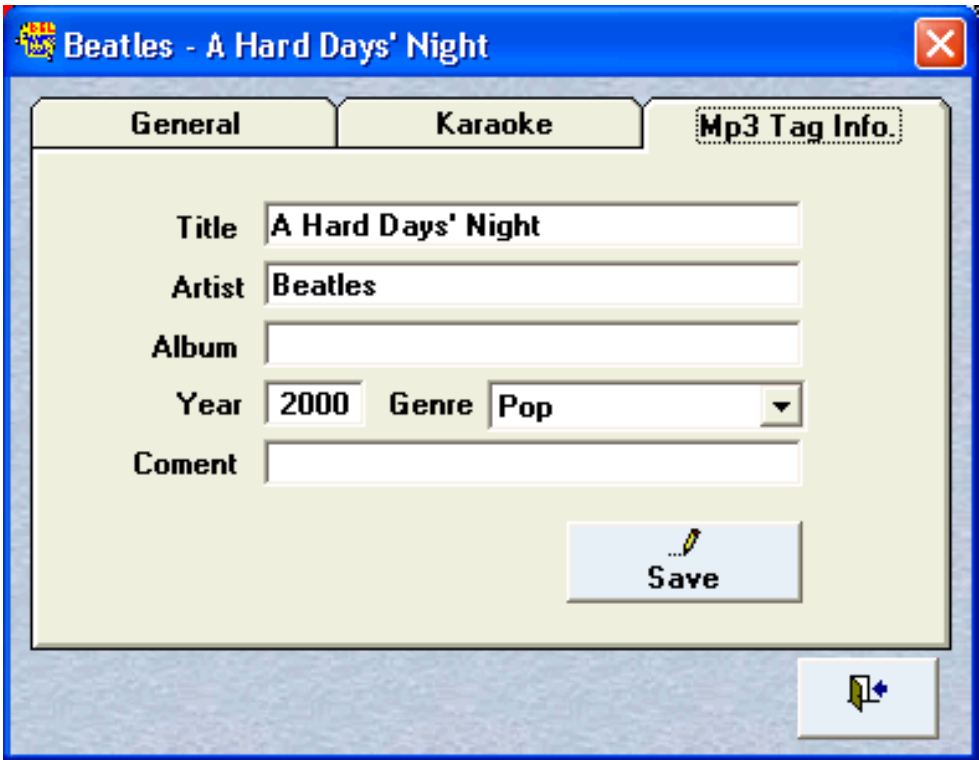 Beatles - A Hard Days' Night
General Karaoke Mp3 Tag Info.
Title A Hard Days' Night
Artist Beatles
Album
Year 2000 Genre Pop
Coment
Save